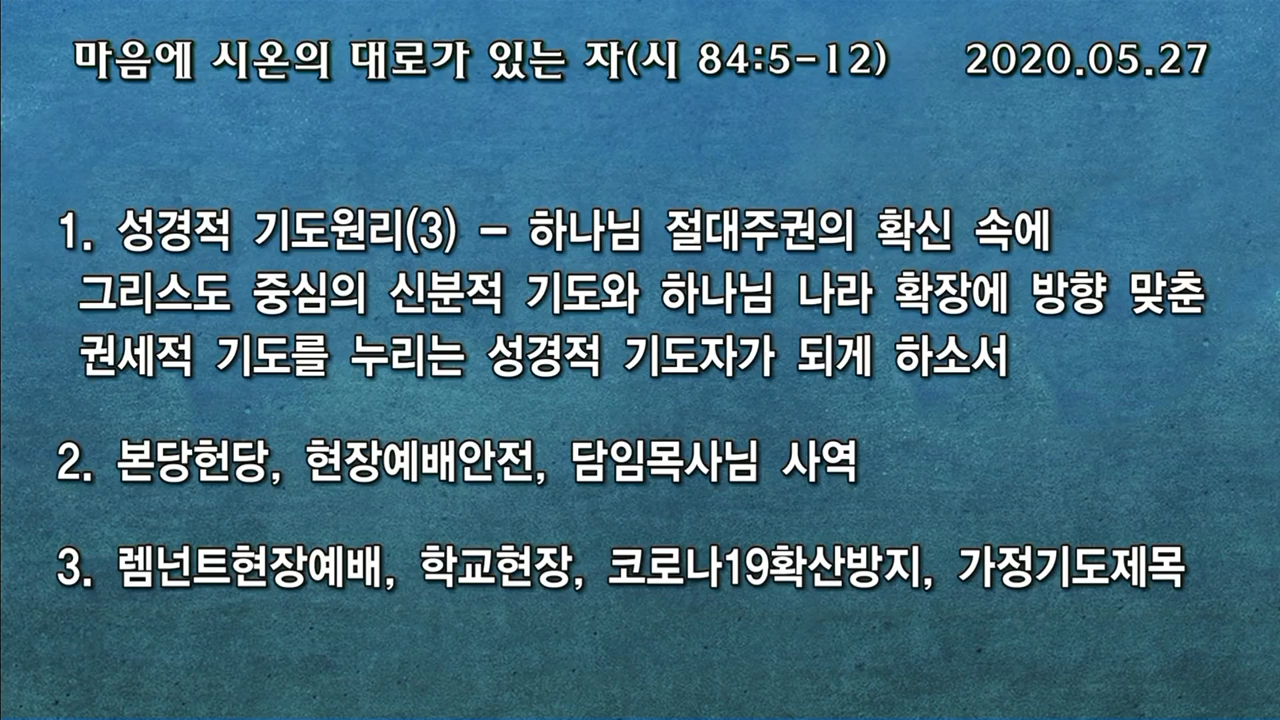 마음에 시온의 대로가 있는 자(시 84:5-12) 2020.05.27
1. 성경적 기도원리(3) - 하나님 절대주권의 확신 속에
그리스도 중심의 신분적 기도와 하나님 나라 확장에 방향 맞춘
권세적 기도를 누리는 성경적 기도자가 되게 하소서
2. 본당헌당, 현장예배안전, 담임목사님 사역
3. 렘넌트현장예배, 학교현장, 코로나19확산방지, 가정기도제목